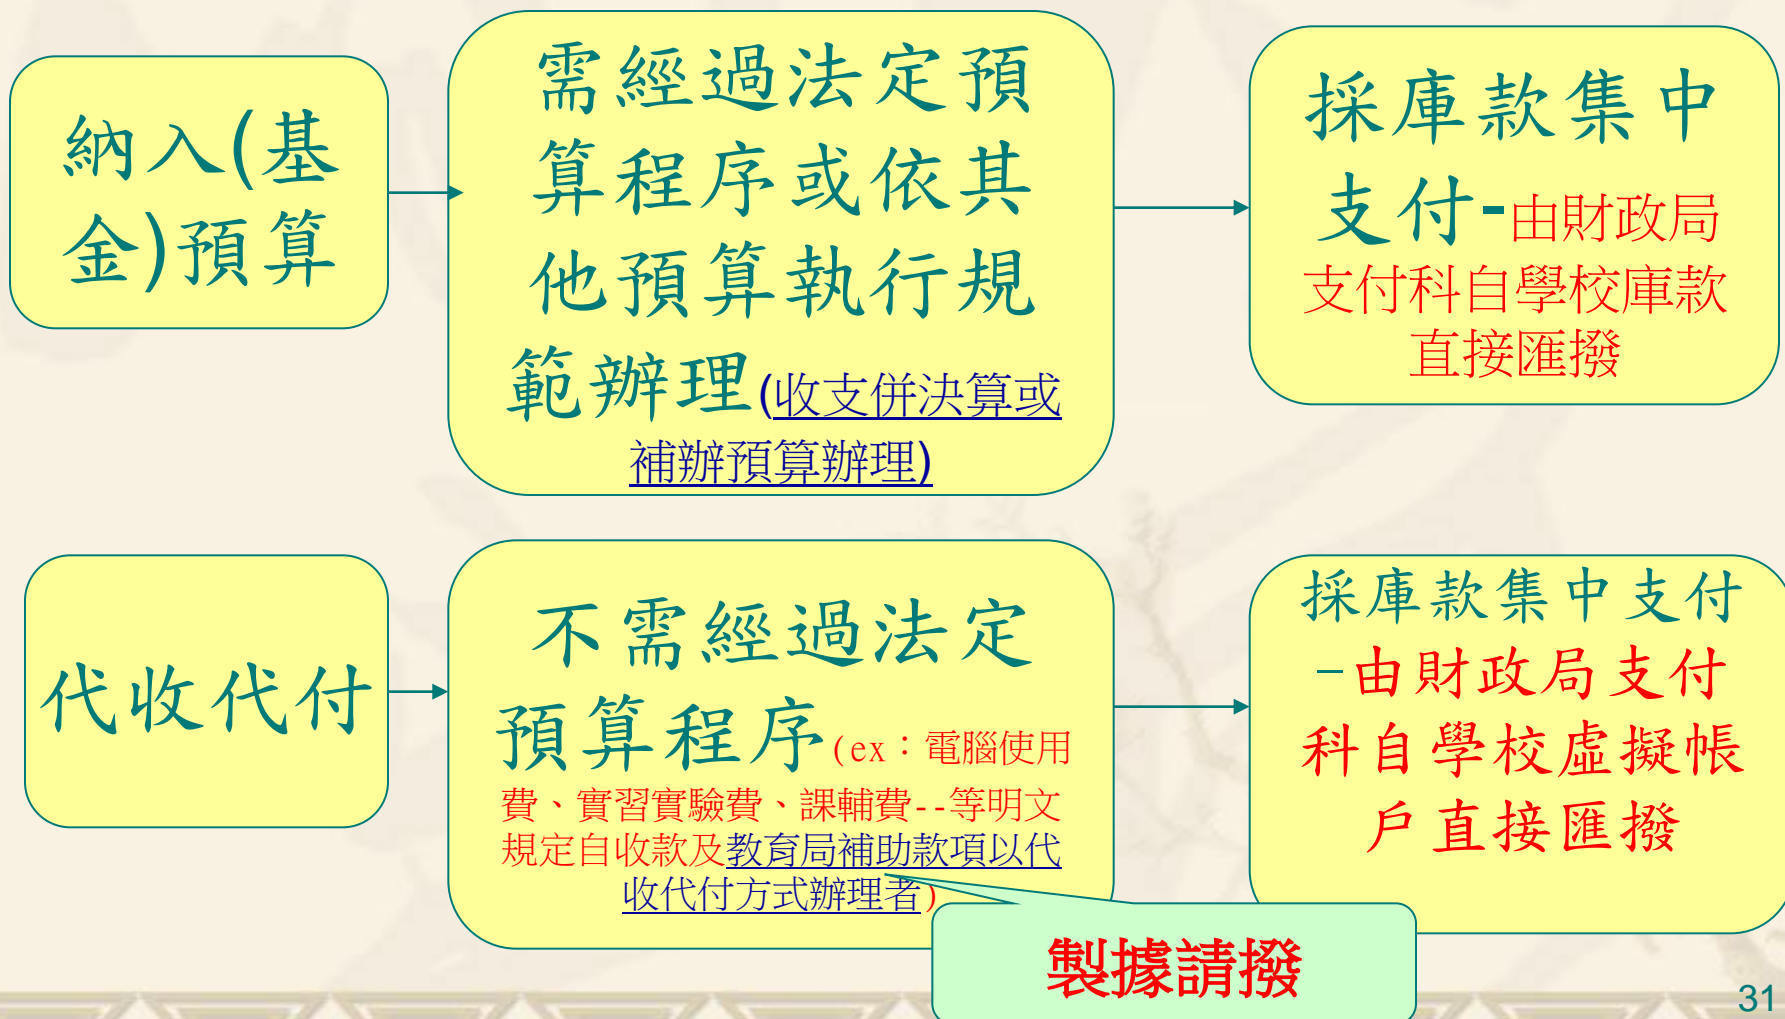 納入(基
金)預算
需經過法定預
算程序或依其
他預算執行規
範辦理(收支併決算或
補辦預算辦理)
採庫款集中
支付-由財政局
支付科自學校庫款
直接匯撥
代收代付
不需經過法定
預算程序(ex：電腦使用
費、實習實驗費、課輔費--等明文
規定自收款及教育局補助款項以代
收代付方式辦理者)
製據請撥
採庫款集中支付
–由財政局支付
科自學校虛擬帳
戶直接匯撥
31